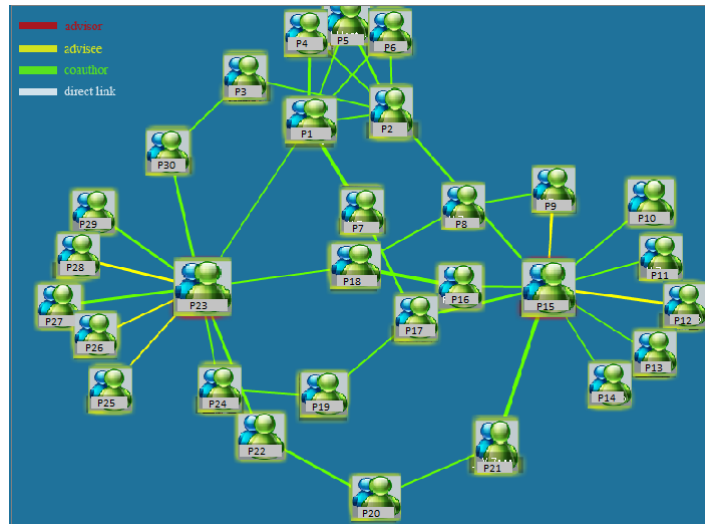 advisor
advisee
coauthor
direct link
P4
P5
P6
P3
P1
P2
P30
P29
P7
P8
P9
P10
P28
P23
P18
P16
P15
P11
P27
P17
P12
P26
P13
P25
P24
P19
P14
P22
P21
P20